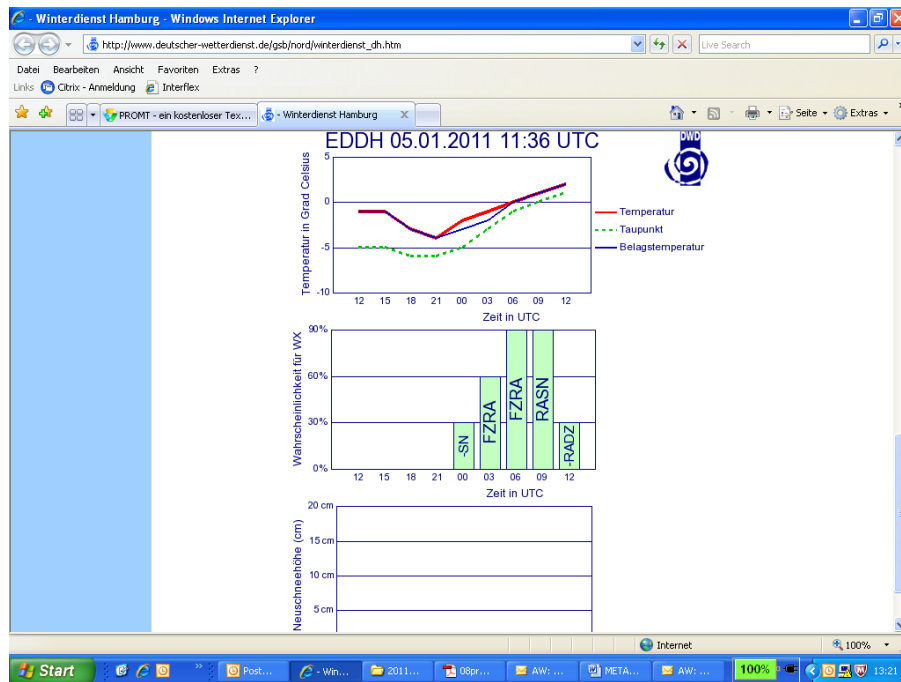 - Winterdienst Hamburg - Windows Internet Explorer
http://www.deutscher-wetterdienst.de/gsb/nord/winterdienst_dh.htm
Live Search
Datei Bearbeiten Ansicht Favoriten Extras ?
Links Citrix - Anmeldung Interflex
PROMT - ein kostenloser Tex... - Winterdienst Hamburg X Seite Extras
EDDH 05.01.2011 11:36 UTC
DWD
Temperatur in Grad Celsius
5
0
-5
-10
12 15 18 21 00 03 06 09 12
Zeit in UTC
Temperatur
Taupunkt
Belagstemperatur
Wahrscheinlichkeit für WX
90%
60%
30%
0%
-SN
FZRA
FZRA
RASN
-RADZ
12 15 18 21 00 03 06 09 12
Zeit in UTC
Neuschneehöhe (cm)
20 cm
15 cm
10 cm
5 cm
Internet 100%
Start Post... - Win... 2011... 08pr... AW: ... META... AW: ... 100% 13:21